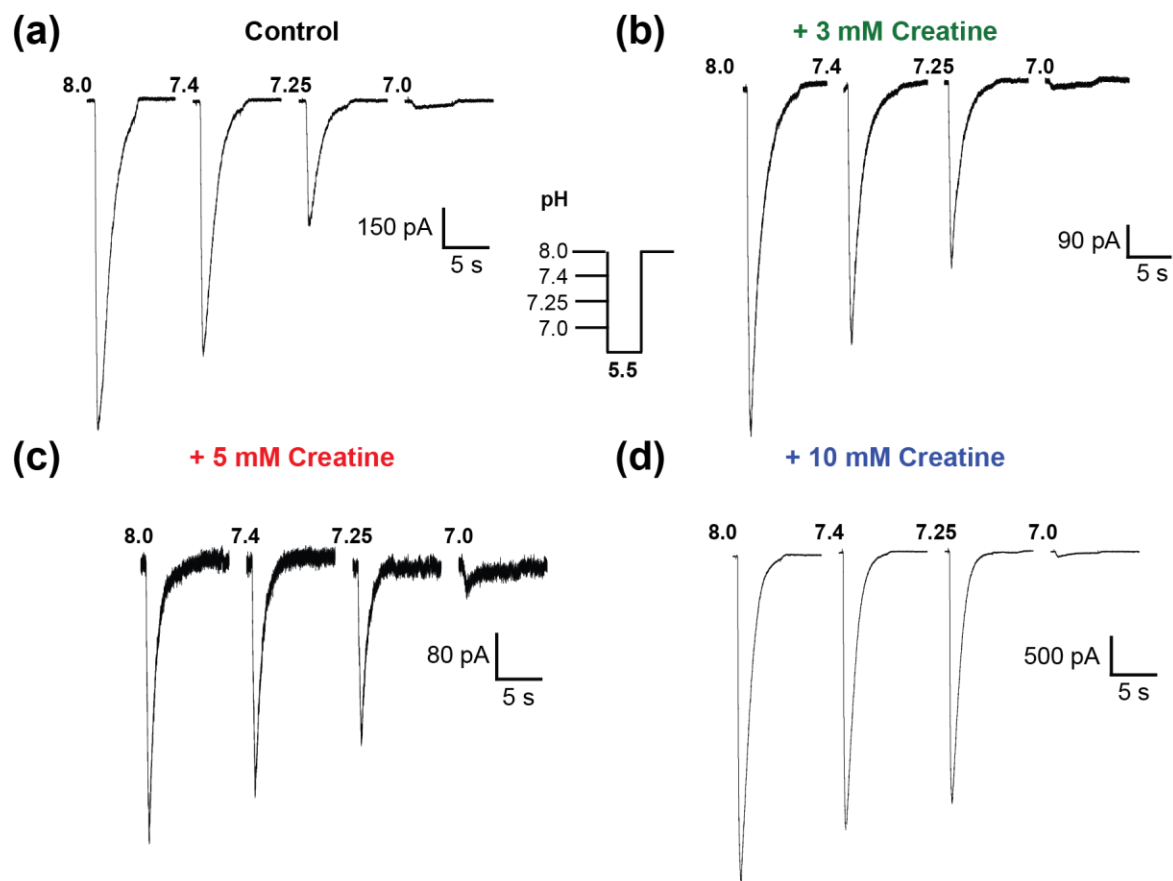 (a) Control
8.0 7.4 7.25 7.0
150 pA
5 s
(b) + 3 mM Creatine
8.0 7.4 7.25 7.0
90 pA
5 s
pH
8.0
7.4
7.25
7.0
5.5
(c) + 5 mM Creatine
8.0 7.4 7.25 7.0
80 pA
5 s
(d) + 10 mM Creatine
8.0 7.4 7.25 7.0
500 pA
5 s